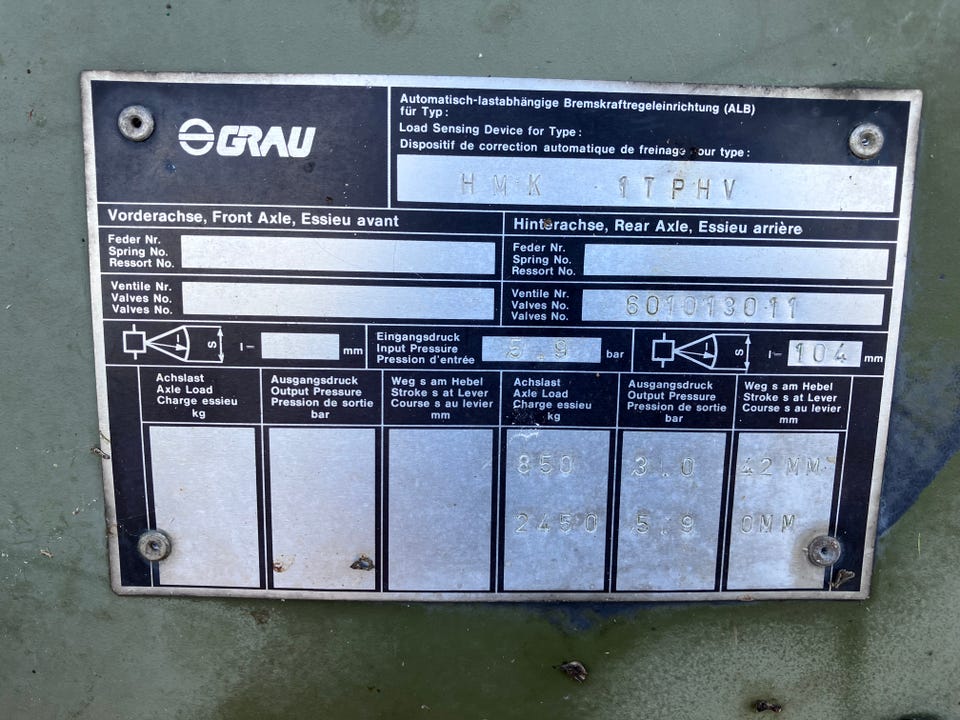 GRAU
Automatisch-lastabhängige Bremskraftregeleinrichtung (ALB)
für Typ:
Load Sensing Device for Type:
Dispositif de correction automatique de freinage our type:
HMK 1TPHV
Vorderachse, Front Axle, Essieu avant
Hinterachse, Rear Axle, Essieu arrière
Feder Nr.
Spring No.
Ressort No.
Feder Nr.
Spring No.
Ressort No.
Ventile Nr.
Valves No.
Valves No.
Ventile Nr.
Valves No.
Valves No.
601013011
S
l–
mm
Eingangsdruck
Input Pressure
Pression d'entrée
5.9
bar
S
l–
104
mm
Achslast
Axle Load
Charge essieu
kg
Ausgangsdruck
Output Pressure
Pression de sortie
bar
Weg s am Hebel
Stroke s at Lever
Course s au levier
mm
Achslast
Axle Load
Charge essieu
kg
Ausgangsdruck
Output Pressure
Pression de sortie
bar
Weg s am Hebel
Stroke s at Lever
Course s au levier
mm
850 3.0 42MM
2450 5.9 0MM